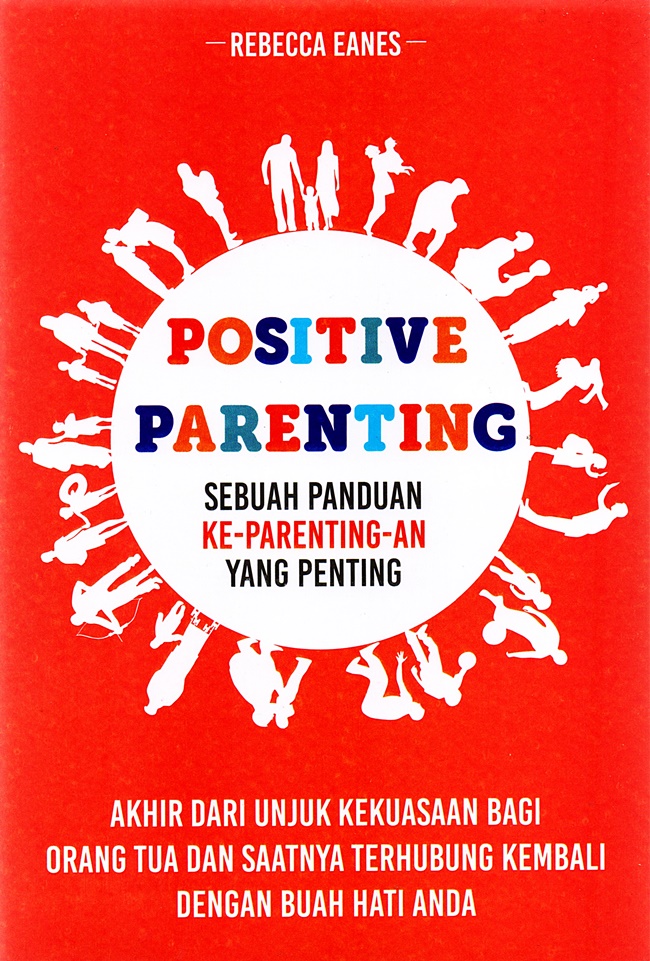 —REBECCA EANES—
POSITIVE
PARENTING
SEBUAH PANDUAN
KE-PARENTING-AN
YANG PENTING
AKHIR DARI UNJUK KEKUASAAN BAGI
ORANG TUA DAN SAATNYA TERHUBUNG KEMBALI
DENGAN BUAH HATI ANDA